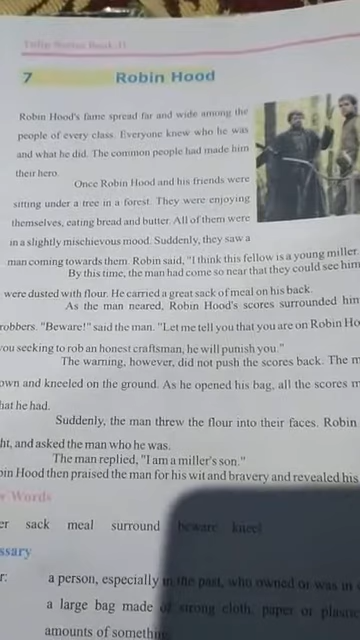 Tulip Series Book-II
7 Robin Hood
Robin Hood's fame spread far and wide among the
people of every class. Everyone knew who he was
and what he did. The common people had made him
their hero.
Once Robin Hood and his friends were
sitting under a tree in a forest. They were enjoying
themselves, eating bread and butter. All of them were
in a slightly mischievous mood. Suddenly, they saw a
man coming towards them. Robin said, "I think this fellow is a young miller.
By this time, the man had come so near that they could see him
were dusted with flour. He carried a great sack of meal on his back.
As the man neared, Robin Hood's scores surrounded him
robbers. "Beware!" said the man. "Let me tell you that you are on Robin Ho
you seeking to rob an honest craftsman, he will punish you."
The warning, however, did not push the scores back. The m
own and kneeled on the ground. As he opened his bag, all the scores m
hat he had.
Suddenly, the man threw the flour into their faces. Robin
ht, and asked the man who he was.
The man replied, "I am a miller's son."
bin Hood then praised the man for his wit and bravery and revealed his
w Words
er sack meal surround beware kneel
ssary
r: a person, especially in the past, who owned or was in
a large bag made of strong cloth, paper or plastic
amounts of